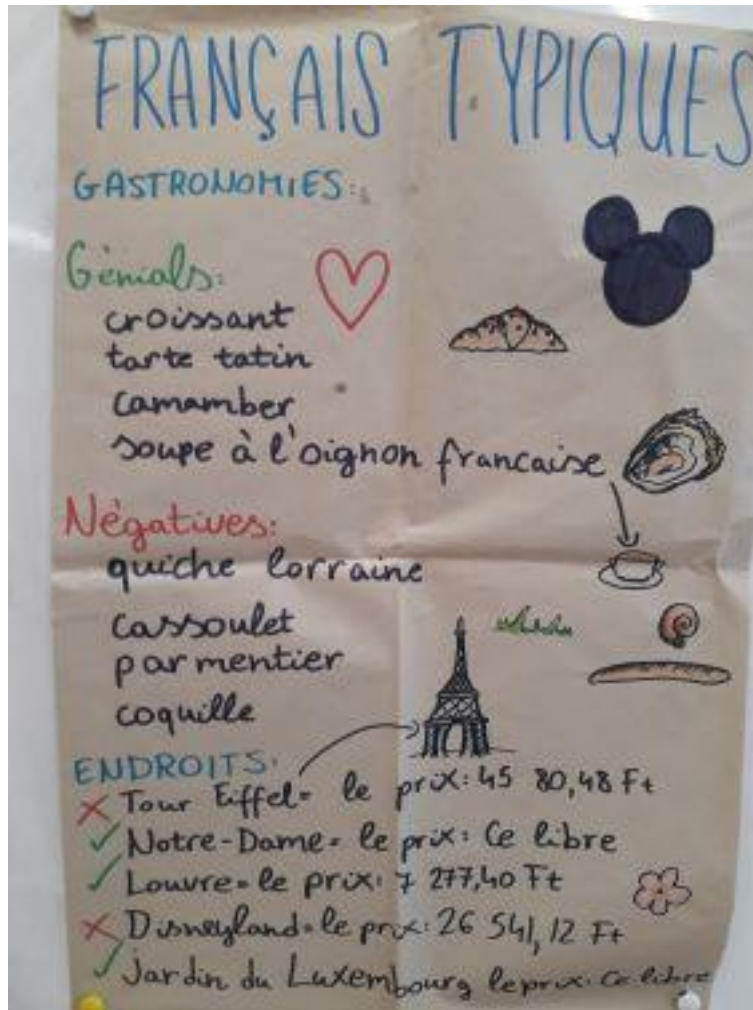 FRANÇAIS TYPIQUES
GASTRONOMIES:
Génials:
croissant
tarte tatin
camamber
soupe à l'oignon francaise
Négatives:
quiche lorraine
cassoulet
parmentier
coquille
ENDROITS:
Tour Eiffel= le prix: 45 80,48 Ft
Notre-Dame= le prix: Ce libre
Louvre= le prix: 7 277,40 Ft
Disneyland= le prix: 26 541,12 Ft
Jardin du Luxembourg le prix: Ce libre